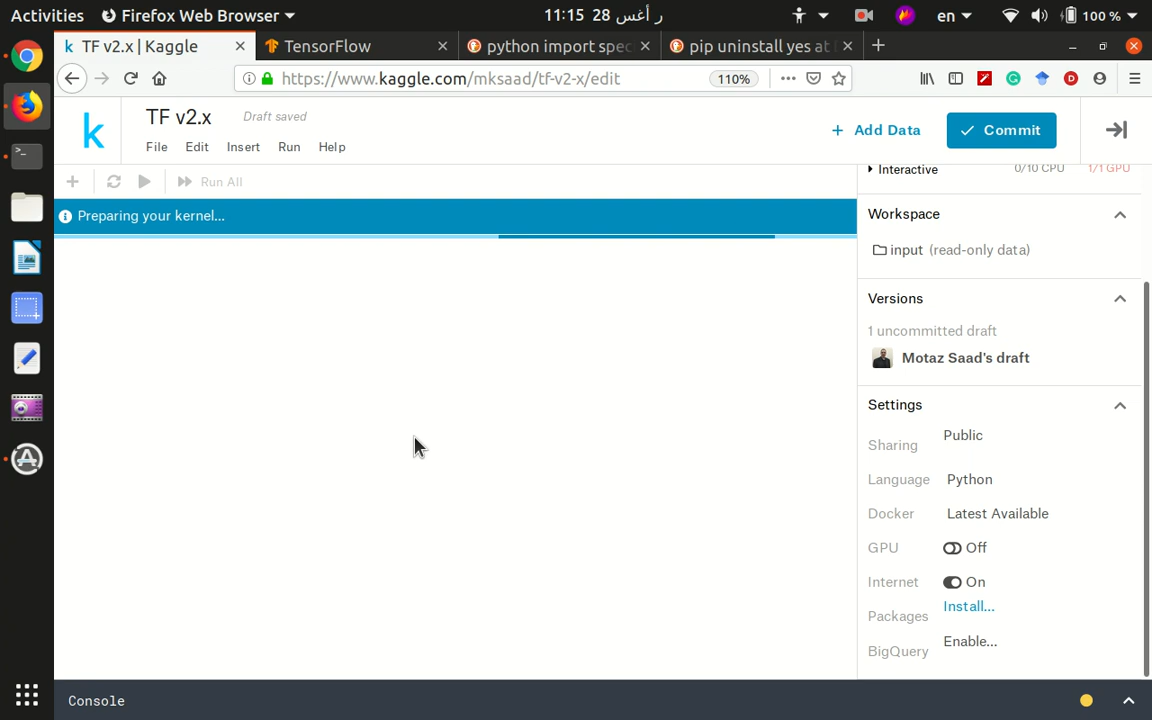 Activities Firefox Web Browser 11:15 28 ر أغس en 100 %
TF v2.x | Kaggle TensorFlow python import spec pip uninstall yes at
https://www.kaggle.com/mksaad/tf-v2-x/edit 110%
k TF v2.x Draft saved
File Edit Insert Run Help
+ Add Data Commit
Run All
Preparing your kernel...
Interactive 0/10 CPU 1/1 GPU
Workspace
input (read-only data)
Versions
1 uncommitted draft
Motaz Saad's draft
Settings
Sharing Public
Language Python
Docker Latest Available
GPU Off
Internet On
Packages Install...
BigQuery Enable...
Console